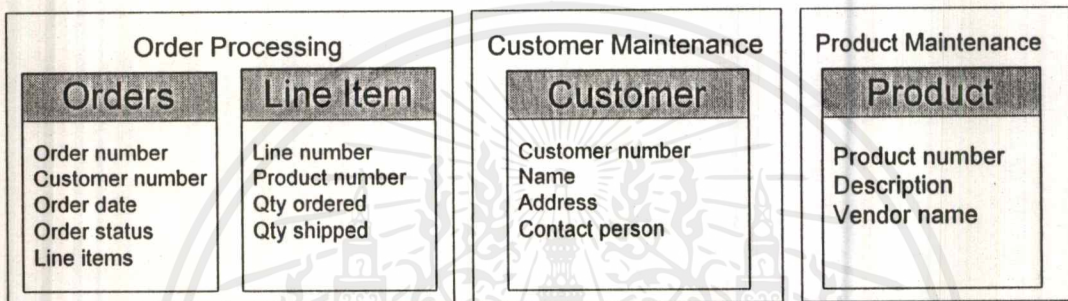 Order Processing
Orders
Order number
Customer number
Order date
Order status
Line items
Line Item
Line number
Product number
Qty ordered
Qty shipped
Customer Maintenance
Customer
Customer number
Name
Address
Contact person
Product Maintenance
Product
Product number
Description
Vendor name